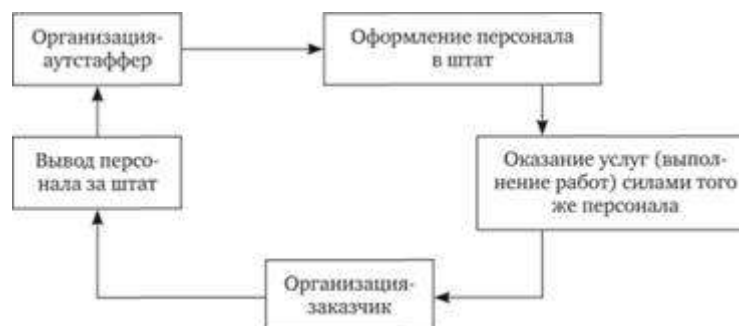 Организация-
аутстаффер
Оформление персонала
в штат
Вывод персо-
нала за штат
Оказание услуг (выпол-
нение работ) силами того
же персонала
Организация-
заказчик